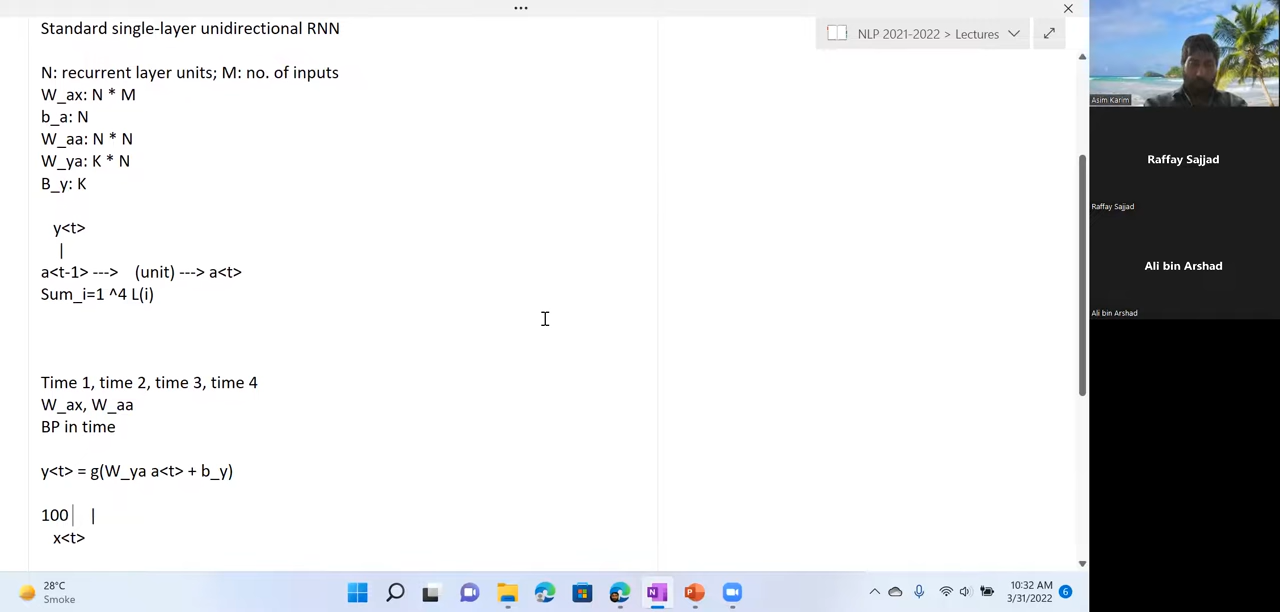 Standard single-layer unidirectional RNN
NLP 2021-2022 > Lectures
N: recurrent layer units; M: no. of inputs
W_ax: N * M
b_a: N
W_aa: N * N
W_ya: K * N
B_y: K
y<t>
|
a<t-1> ---> (unit) ---> a<t>
Sum_i=1 ^4 L(i)
Time 1, time 2, time 3, time 4
W_ax, W_aa
BP in time
y<t> = g(W_ya a<t> + b_y)
100 |
x<t>
Asim Karim
Raffay Sajjad
Raffay Sajjad
Ali bin Arshad
Ali bin Arshad
28°C
Smoke
10:32 AM
3/31/2022
6